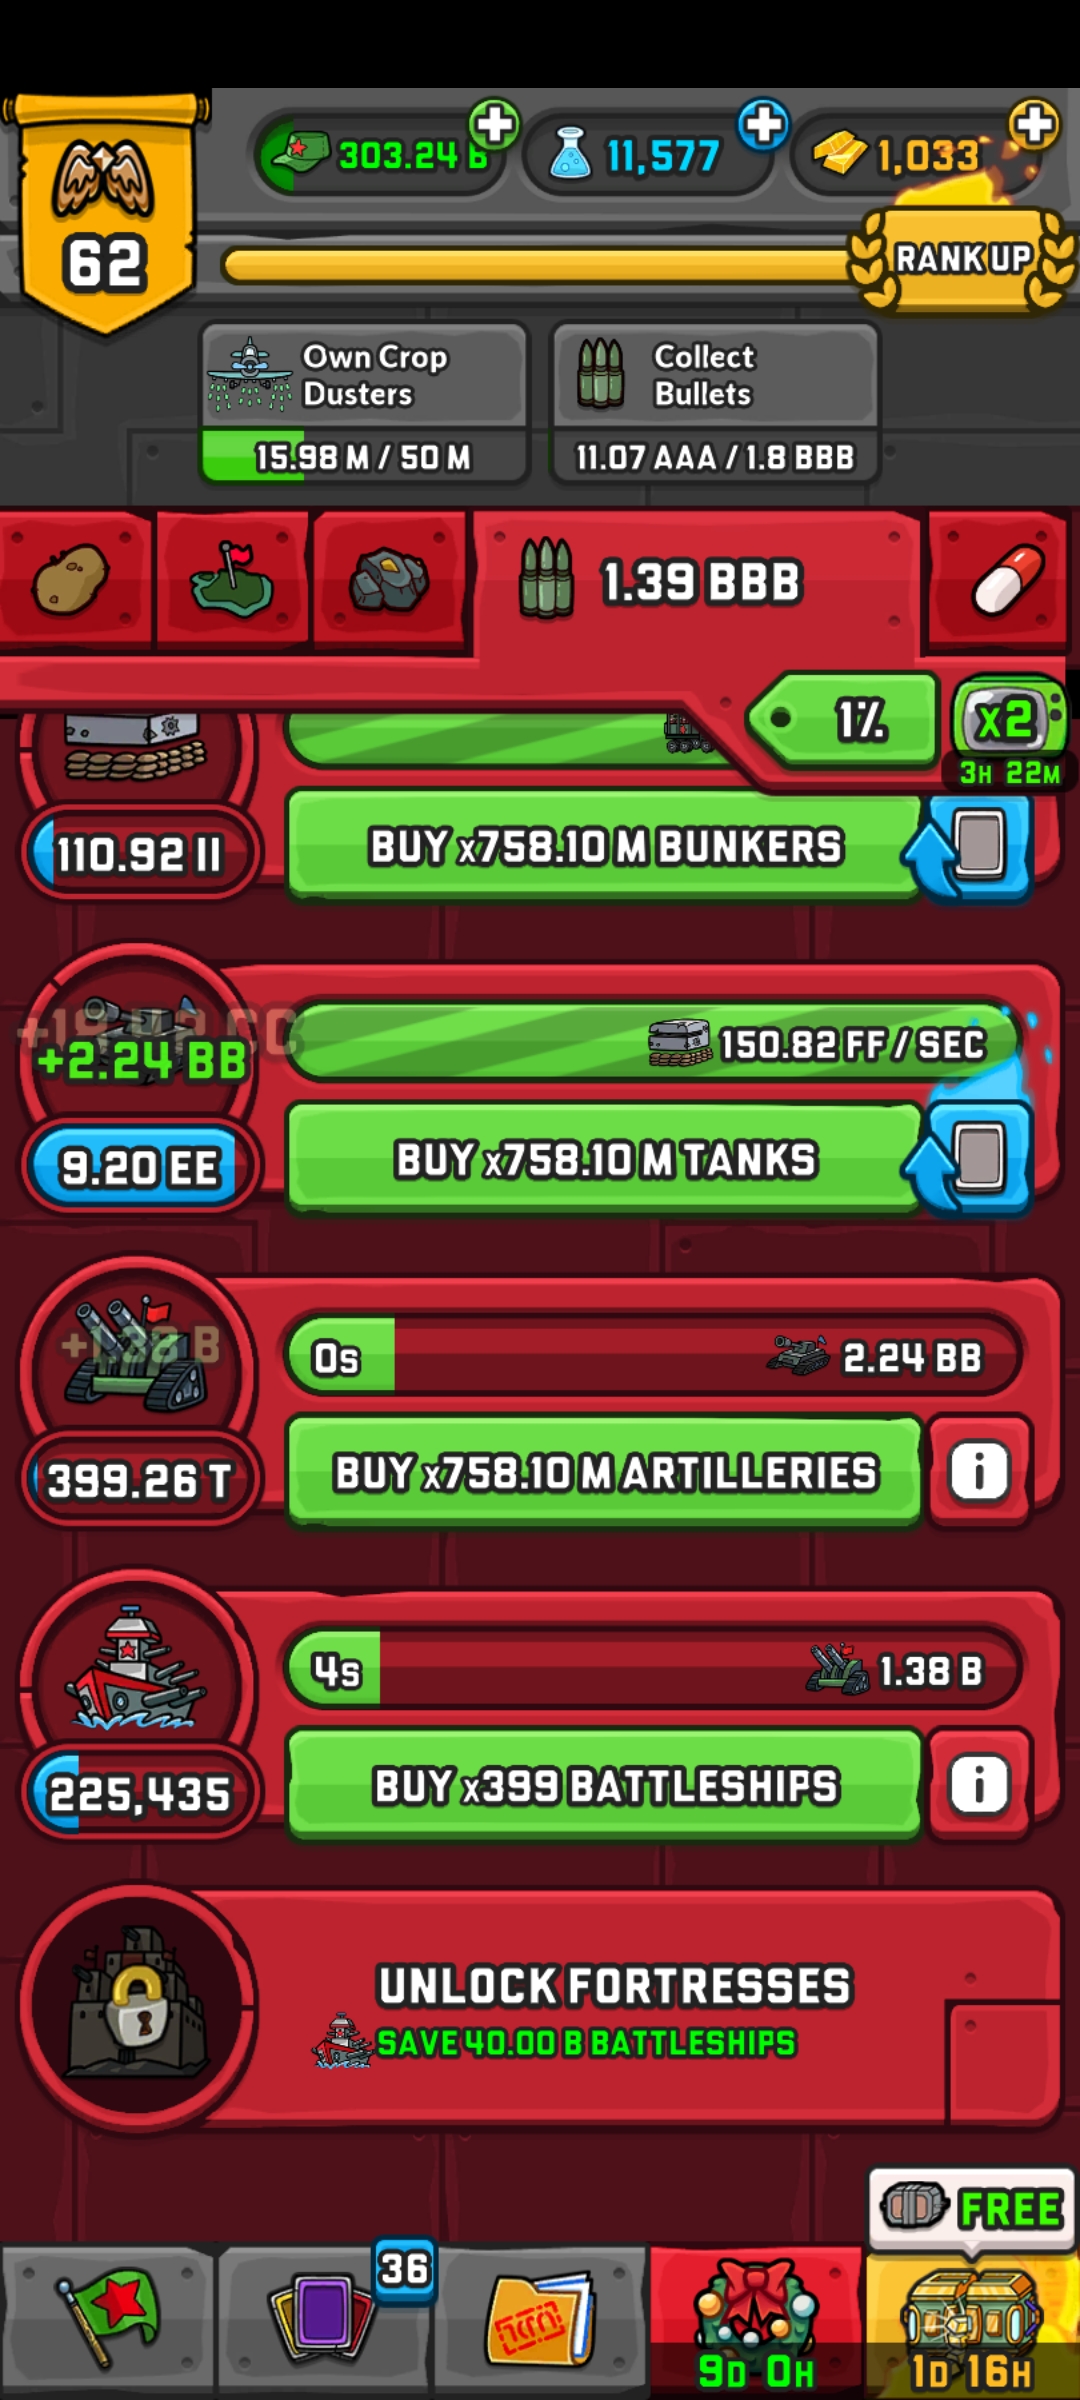 303.24 B
11,577
1,033
62
RANK UP
Own Crop
Dusters
15.98 M / 50 M
Collect
Bullets
11.07 AAA / 1.8 BBB
1.39 BBB
1%
x2
3H 22M
110.92 II
BUY x758.10 M BUNKERS
+2.24 BB
150.82 FF / SEC
9.20 EE
BUY x758.10 M TANKS
+1.38 B
0s
2.24 BB
399.26 T
BUY x758.10 M ARTILLERIES
i
4s
1.38 B
225,435
BUY x399 BATTLESHIPS
i
UNLOCK FORTRESSES
SAVE 40.00 B BATTLESHIPS
FREE
36
9D 0H
1D 16H